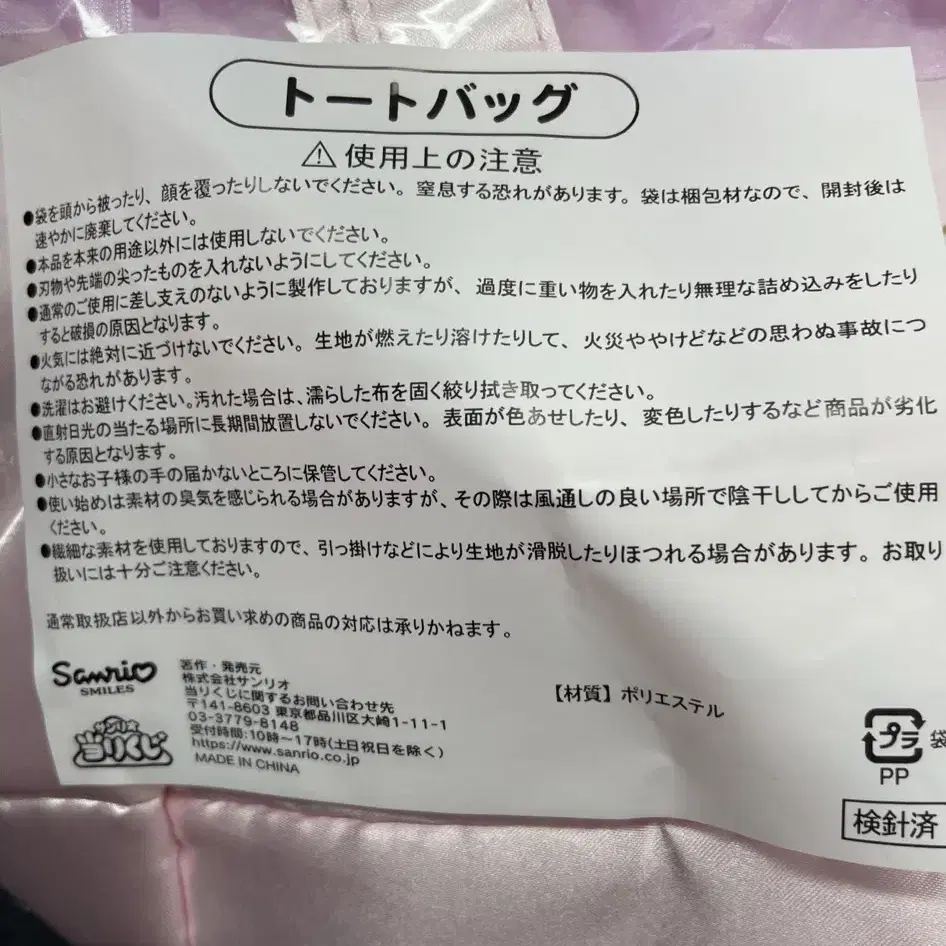 トートバッグ
⚠使用上の注意
●袋を頭から被ったり、顔を覆ったりしないでください。窒息する恐れがあります。袋は梱包材なので、開封後は
速やかに廃棄してください。
●本品を本来の用途以外には使用しないでください。
●刃物や先端の尖ったものを入れないようにしてください。
●通常のご使用に差し支えのないように製作しておりますが、過度に重い物を入れたり無理な詰め込みをしたり
すると破損の原因となります。
●火気には絶対に近づけないでください。生地が燃えたり溶けたりして、火災ややけどなどの思わぬ事故につ
ながる恐れがあります。
●洗濯はお避けください。汚れた場合は、濡らした布を固く絞り拭き取ってください。
●直射日光の当たる場所に長期間放置しないでください。表面が色あせしたり、変色したりするなど商品が劣化
する原因となります。
●小さなお子様の手の届かないところに保管してください。
●使い始めは素材の臭気を感じられる場合がありますが、その際は風通しの良い場所で陰干ししてからご使用
ください。
●繊細な素材を使用しておりますので、引っ掛けなどにより生地が滑脱したりほつれる場合があります。お取り
扱いには十分ご注意ください。
通常取扱店以外からお買い求めの商品の対応は承りかねます。
Sanrio
SMILES
サンリオ
当りくじ
著作・発売元
株式会社サンリオ
当りくじに関するお問い合わせ先
〒141-8603 東京都品川区大崎1-11-1
03-3779-8148
受付時間:10時～17時(土日祝日を除く)
https://www.sanrio.co.jp
MADE IN CHINA
【材質】ポリエステル
プラ 袋
PP
検針済